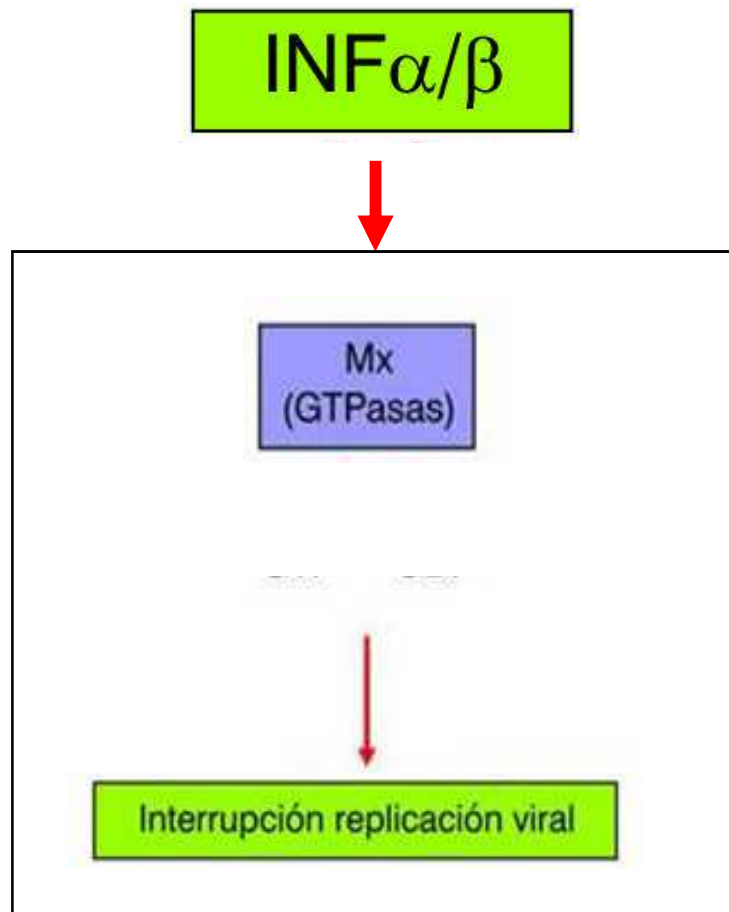 INFα/β
Mx
(GTPasas)
Interrupción replicación viral